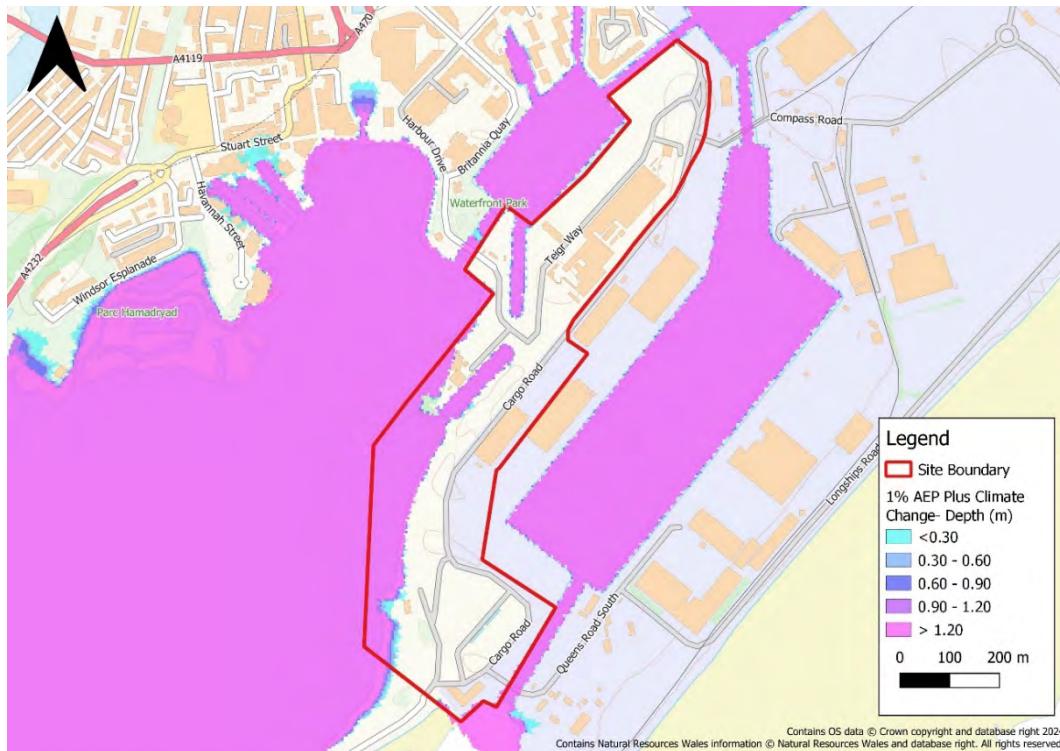 A470
A4119
Stuart Street
Harbour Drive
Britannia Quay
Compass Road
Havannah Street
Waterfront Park
A4232
Windsor Esplanade
Teigr Way
Parc Hamadryad
Cargo Road
Longships Road
Queens Road South
Cargo Road
Legend
Site Boundary
1% AEP Plus Climate
Change- Depth (m)
<0.30
0.30 - 0.60
0.60 - 0.90
0.90 - 1.20
> 1.20
0 100 200 m
Contains OS data © Crown copyright and database right 202
Contains Natural Resources Wales information © Natural Resources Wales and database right. All rights reserve